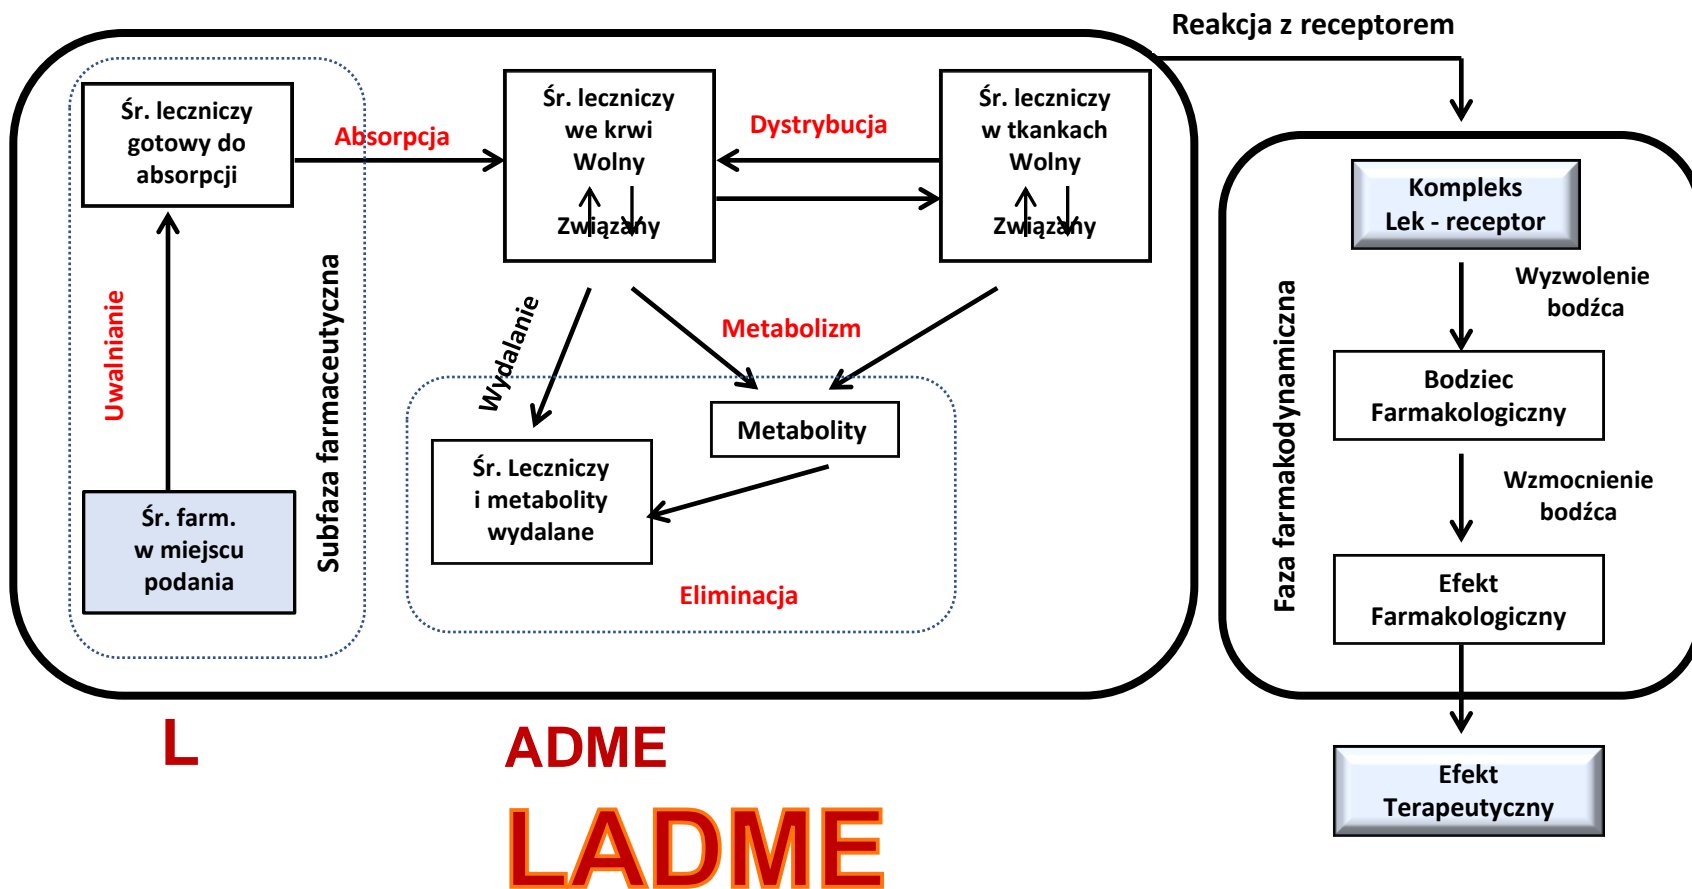 Reakcja z receptorem
Śr. leczniczy
gotowy do
absorpcji
Absorpcja
Śr. leczniczy
we krwi
Wolny
Związany
Dystrybucja
Śr. leczniczy
w tkankach
Wolny
Związany
Uwalnianie
Subfaza farmaceutyczna
Śr. farm.
w miejscu
podania
Wydalanie
Metabolizm
Metabolity
Śr. Leczniczy
i metabolity
wydalane
Eliminacja
Faza farmakodynamiczna
Kompleks
Lek - receptor
Wyzwolenie
bodźca
Bodziec
Farmakologiczny
Wzmocnienie
bodźca
Efekt
Farmakologiczny
Efekt
Terapeutyczny
L
ADME
LADME